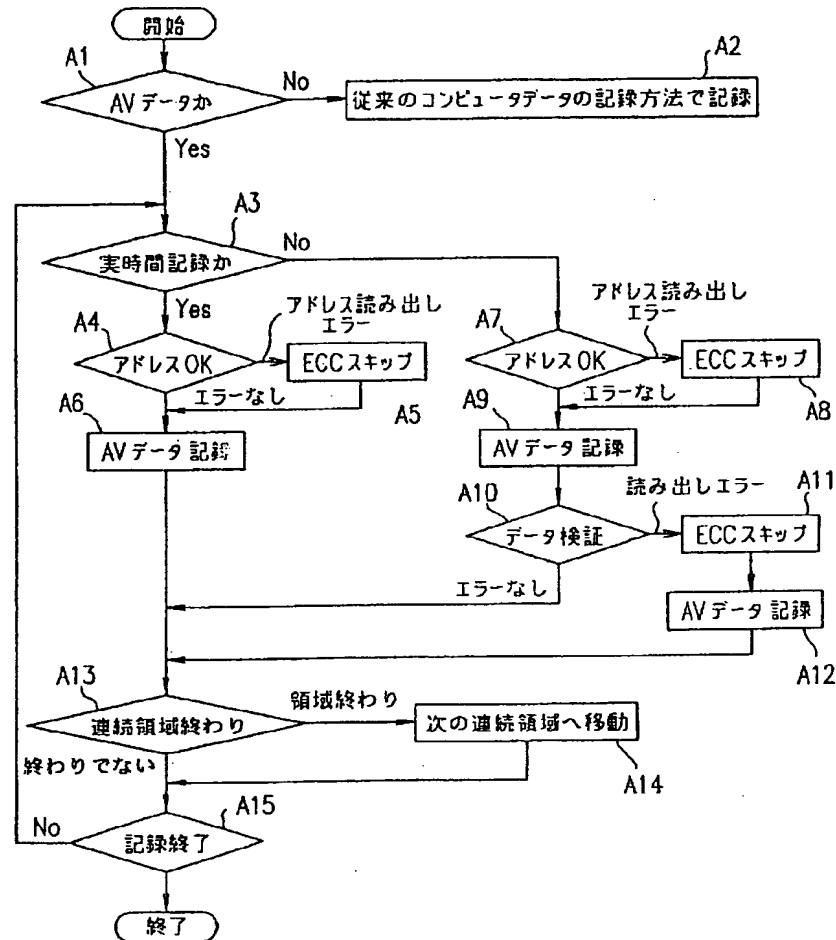 開始
A1
AVデータか
No
A2
従来のコンピュータデータの記録方法で記録
Yes
A3
実時間記録か
No
Yes
A4
アドレスOK
アドレス読み出し
エラー
ECCスキップ
A5
エラーなし
A6
AVデータ記録
A7
アドレスOK
アドレス読み出し
エラー
ECCスキップ
A8
エラーなし
A9
AVデータ記録
A10
データ検証
読み出しエラー
A11
ECCスキップ
エラーなし
AVデータ記録
A12
A13
連続領域終わり
領域終わり
次の連続領域へ移動
A14
終わりでない
A15
No
記録終了
終了